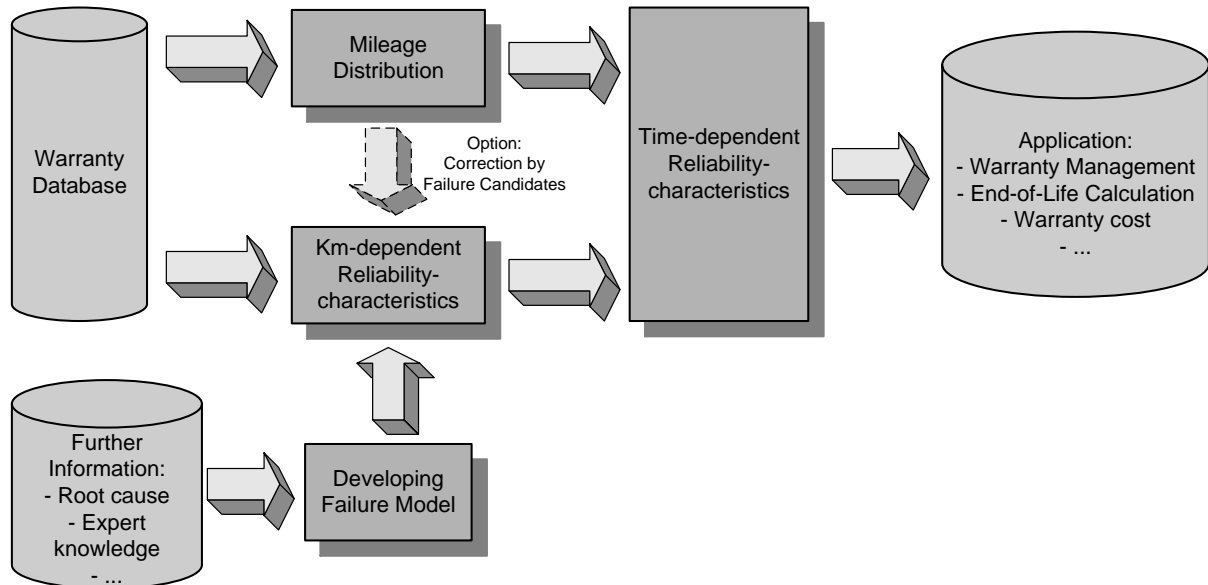 Warranty
Database
Mileage
Distribution
Option:
Correction by
Failure Candidates
Km-dependent
Reliability-
characteristics
Time-dependent
Reliability-
characteristics
Application:
- Warranty Management
- End-of-Life Calculation
- Warranty cost
- ...
Further
Information:
- Root cause
- Expert
knowledge
- ...
Developing
Failure Model